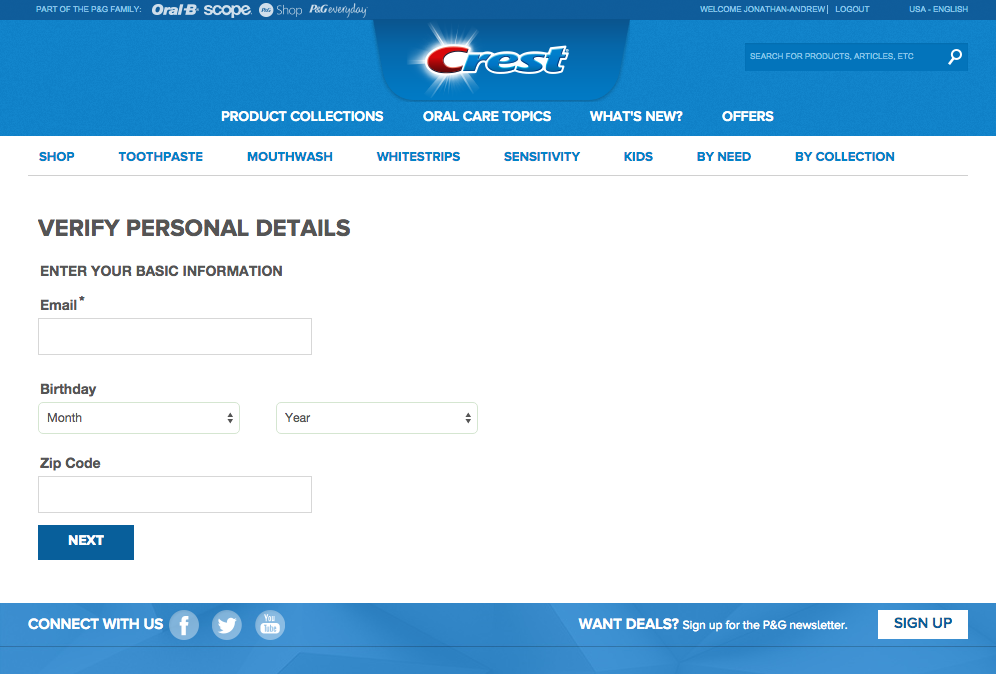 PART OF THE P&G FAMILY: Oral-B scope P&G Shop P&G everyday WELCOME JONATHAN-ANDREW | LOGOUT USA - ENGLISH
Crest
SEARCH FOR PRODUCTS, ARTICLES, ETC
PRODUCT COLLECTIONS ORAL CARE TOPICS WHAT'S NEW? OFFERS
SHOP TOOTHPASTE MOUTHWASH WHITESTRIPS SENSITIVITY KIDS BY NEED BY COLLECTION
VERIFY PERSONAL DETAILS
ENTER YOUR BASIC INFORMATION
Email*
Birthday
Month Year
Zip Code
NEXT
CONNECT WITH US f You Tube WANT DEALS? Sign up for the P&G newsletter. SIGN UP